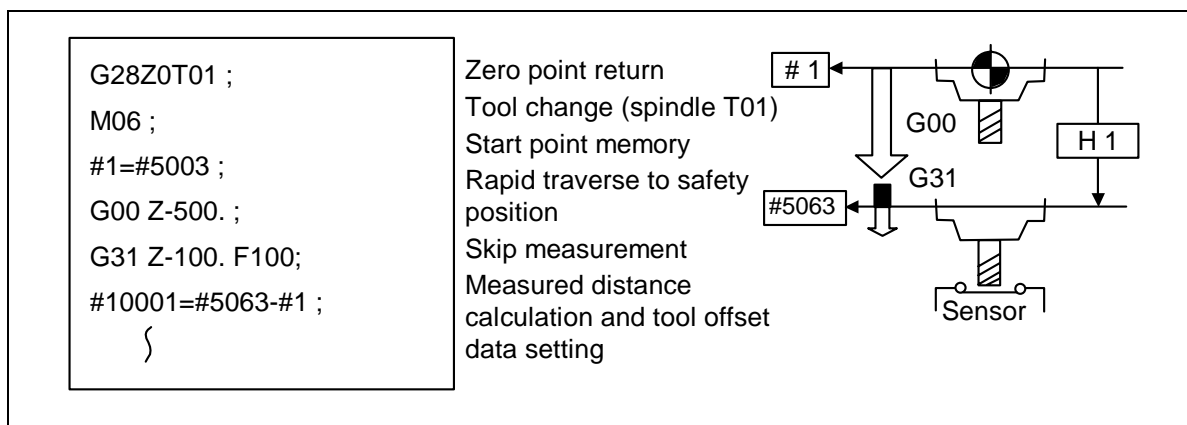 G28Z0T01 ;
M06 ;
#1=#5003 ;
G00 Z-500. ;
G31 Z-100. F100;
#10001=#5063-#1 ;
Zero point return
Tool change (spindle T01)
Start point memory
Rapid traverse to safety
position
Skip measurement
Measured distance
calculation and tool offset
data setting
# 1
G00
H 1
G31
#5063
Sensor